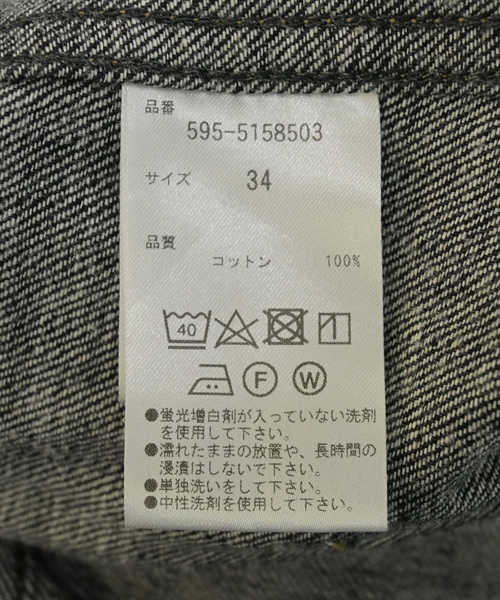 品番
595-5158503
サイズ 34
品質
コットン 100%
40
F W
●蛍光増白剤が入っていない洗剤
を使用して下さい。
●濡れたままの放置や、長時間の
浸漬はしないで下さい。
●単独洗いをして下さい。
●中性洗剤を使用して下さい。